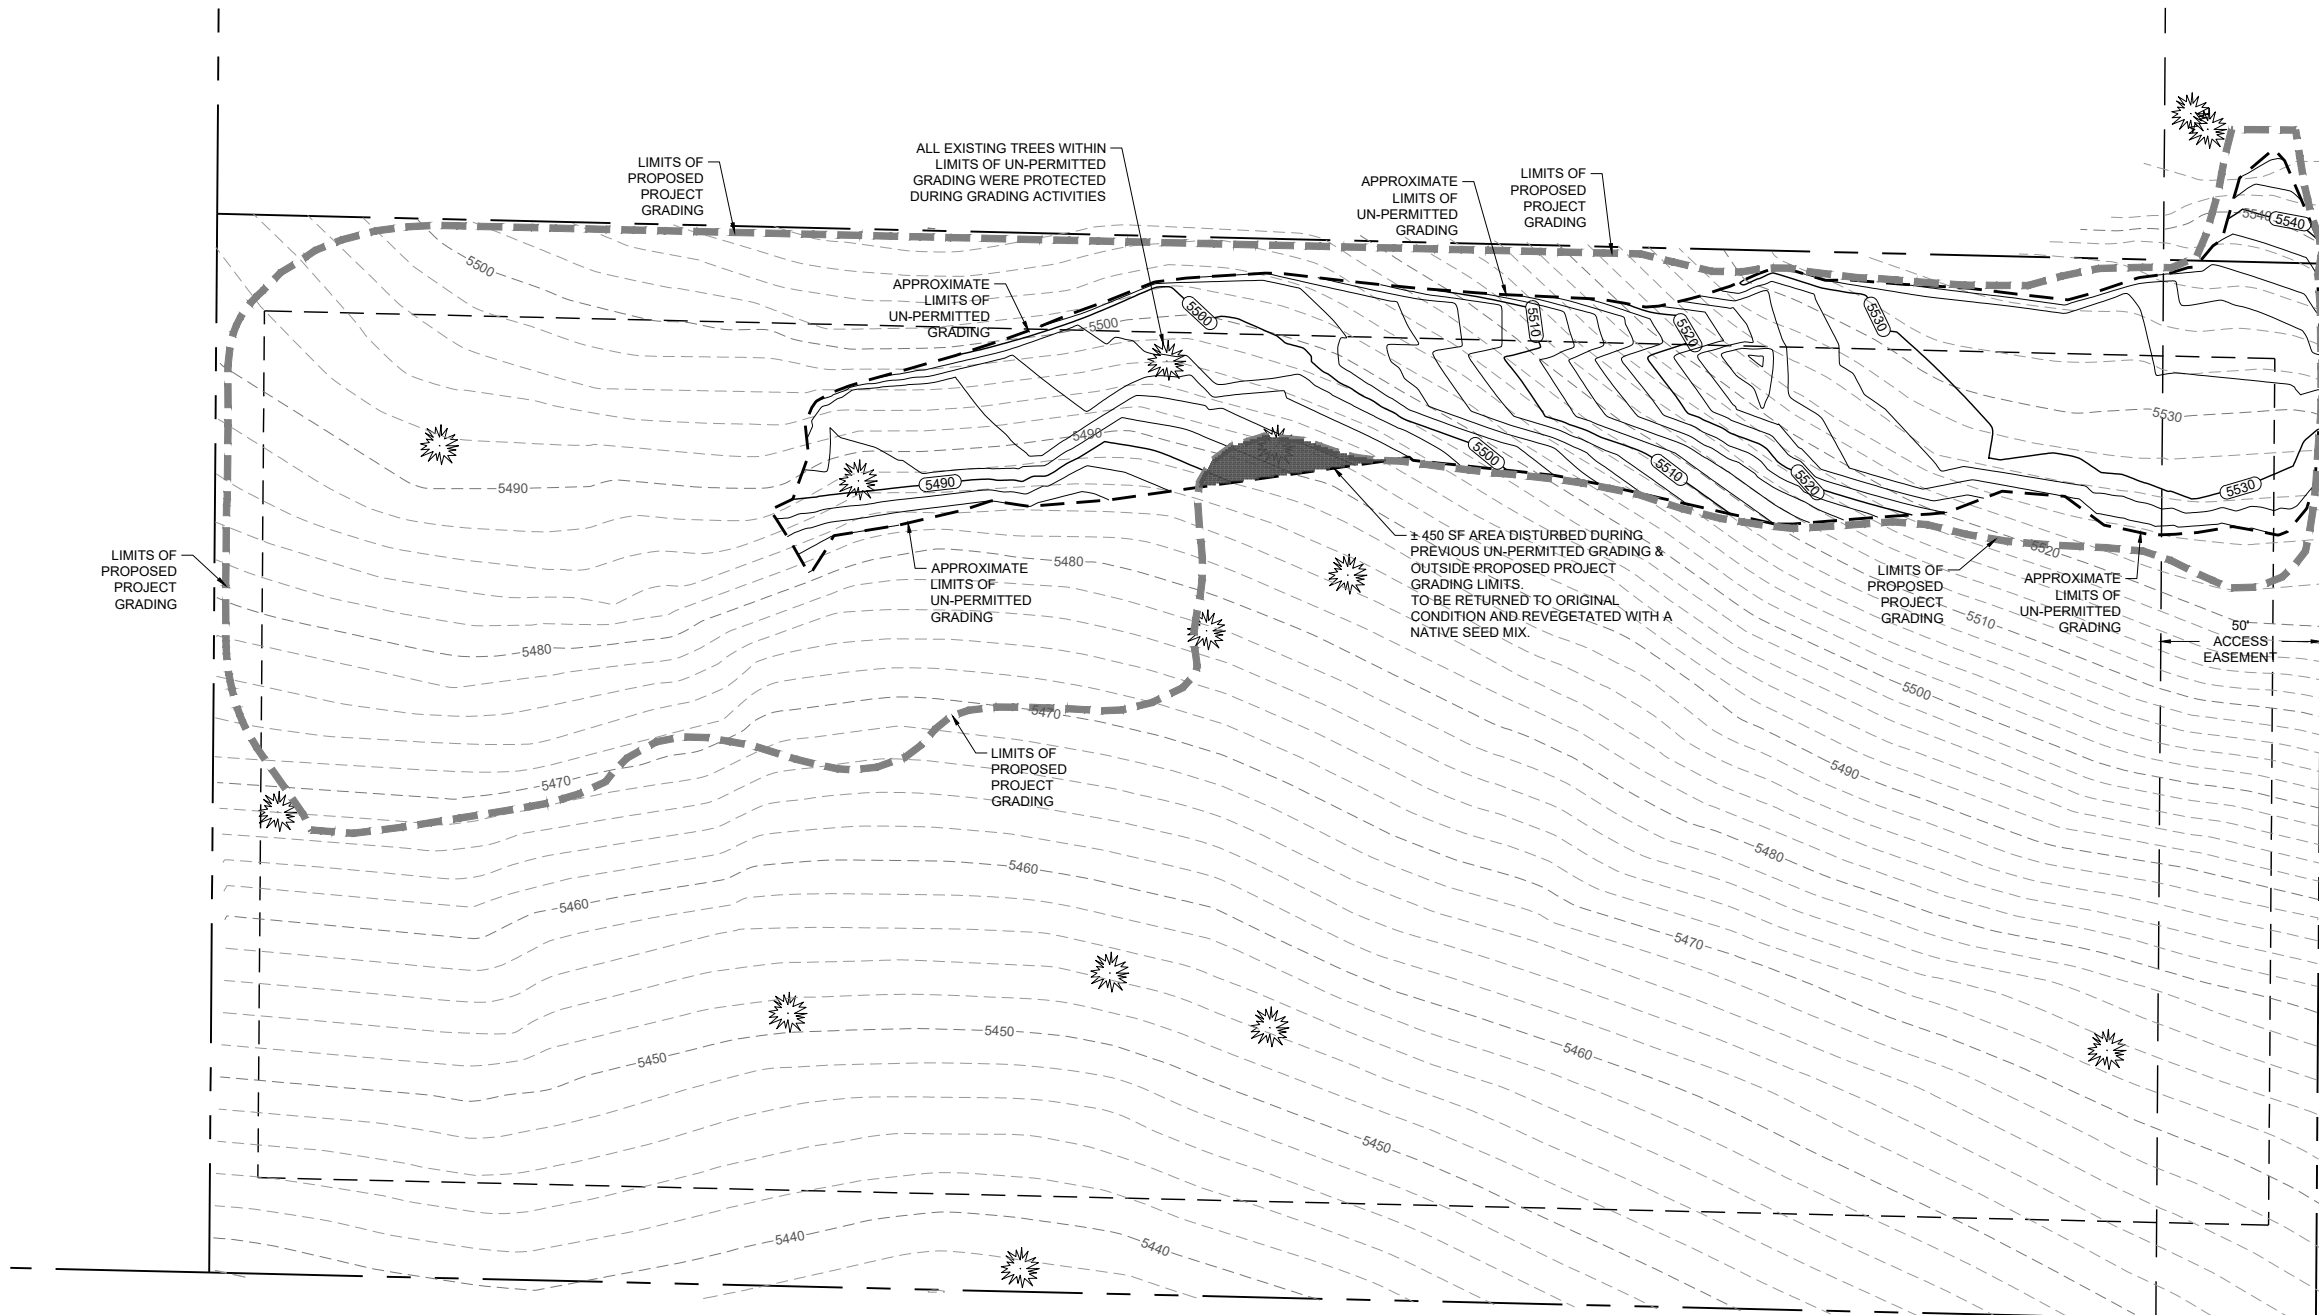 ALL EXISTING TREES WITHIN
LIMITS OF UN-PERMITTED
GRADING WERE PROTECTED
DURING GRADING ACTIVITIES
LIMITS OF
PROPOSED
PROJECT
GRADING
APPROXIMATE
LIMITS OF
UN-PERMITTED
GRADING
LIMITS OF
PROPOSED
PROJECT
GRADING
5540
5540
5500
APPROXIMATE
LIMITS OF
UN-PERMITTED
GRADING
5500
5500
5510
5520
5530
5530
5490
5500
5510
5520
5530
5490
5490
± 450 SF AREA DISTURBED DURING
PREVIOUS UN-PERMITTED GRADING &
OUTSIDE PROPOSED PROJECT
GRADING LIMITS.
TO BE RETURNED TO ORIGINAL
CONDITION AND REVEGETATED WITH A
NATIVE SEED MIX.
LIMITS OF
PROPOSED
PROJECT
GRADING
APPROXIMATE
LIMITS OF
UN-PERMITTED
GRADING
5480
5520
LIMITS OF
PROPOSED
PROJECT
GRADING
APPROXIMATE
LIMITS OF
UN-PERMITTED
GRADING
5510
50'
ACCESS
EASEMENT
5480
5500
5470
LIMITS OF
PROPOSED
PROJECT
GRADING
5470
5490
5480
5460
5460
5470
5450
5450
5460
5450
5440
5440